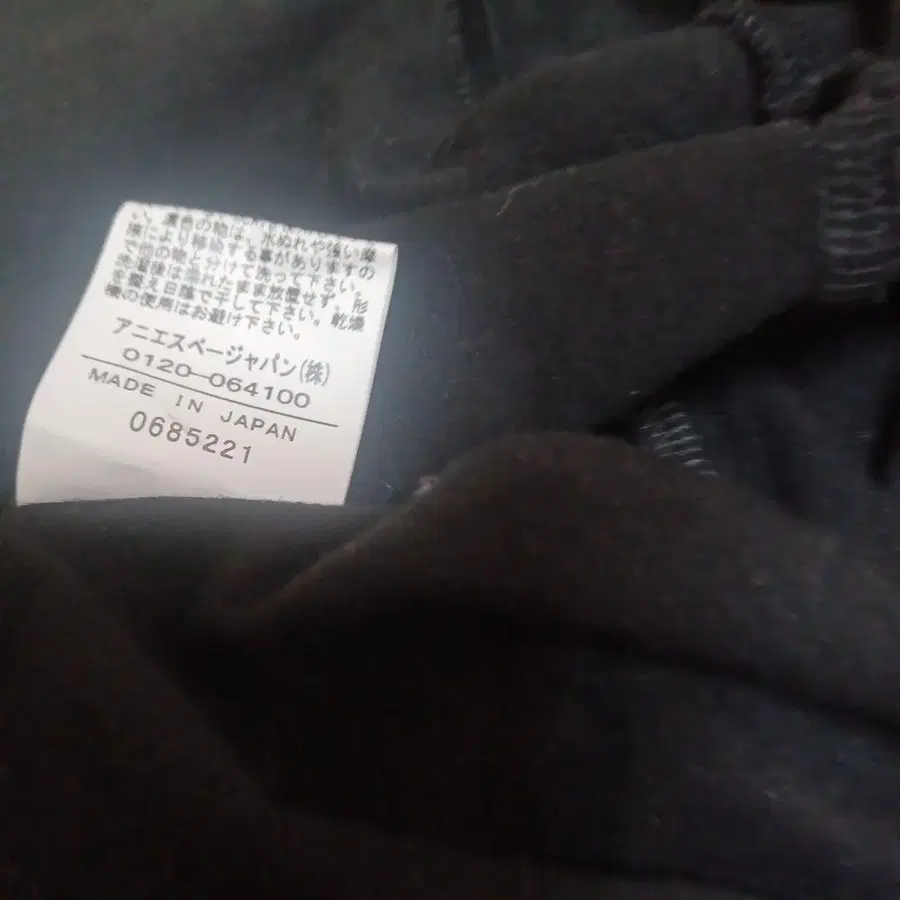 い。濃色の物は、水ぬれや強い摩
擦により移染する事がありますの
で他の物と分けて洗って下さい。
洗濯後は濡れたまま放置せず、形
を整え日陰で干して下さい。乾燥
機の使用はお避け下さい。
アニエスベージャパン(株)
0120-064100
MADE IN JAPAN
0685221